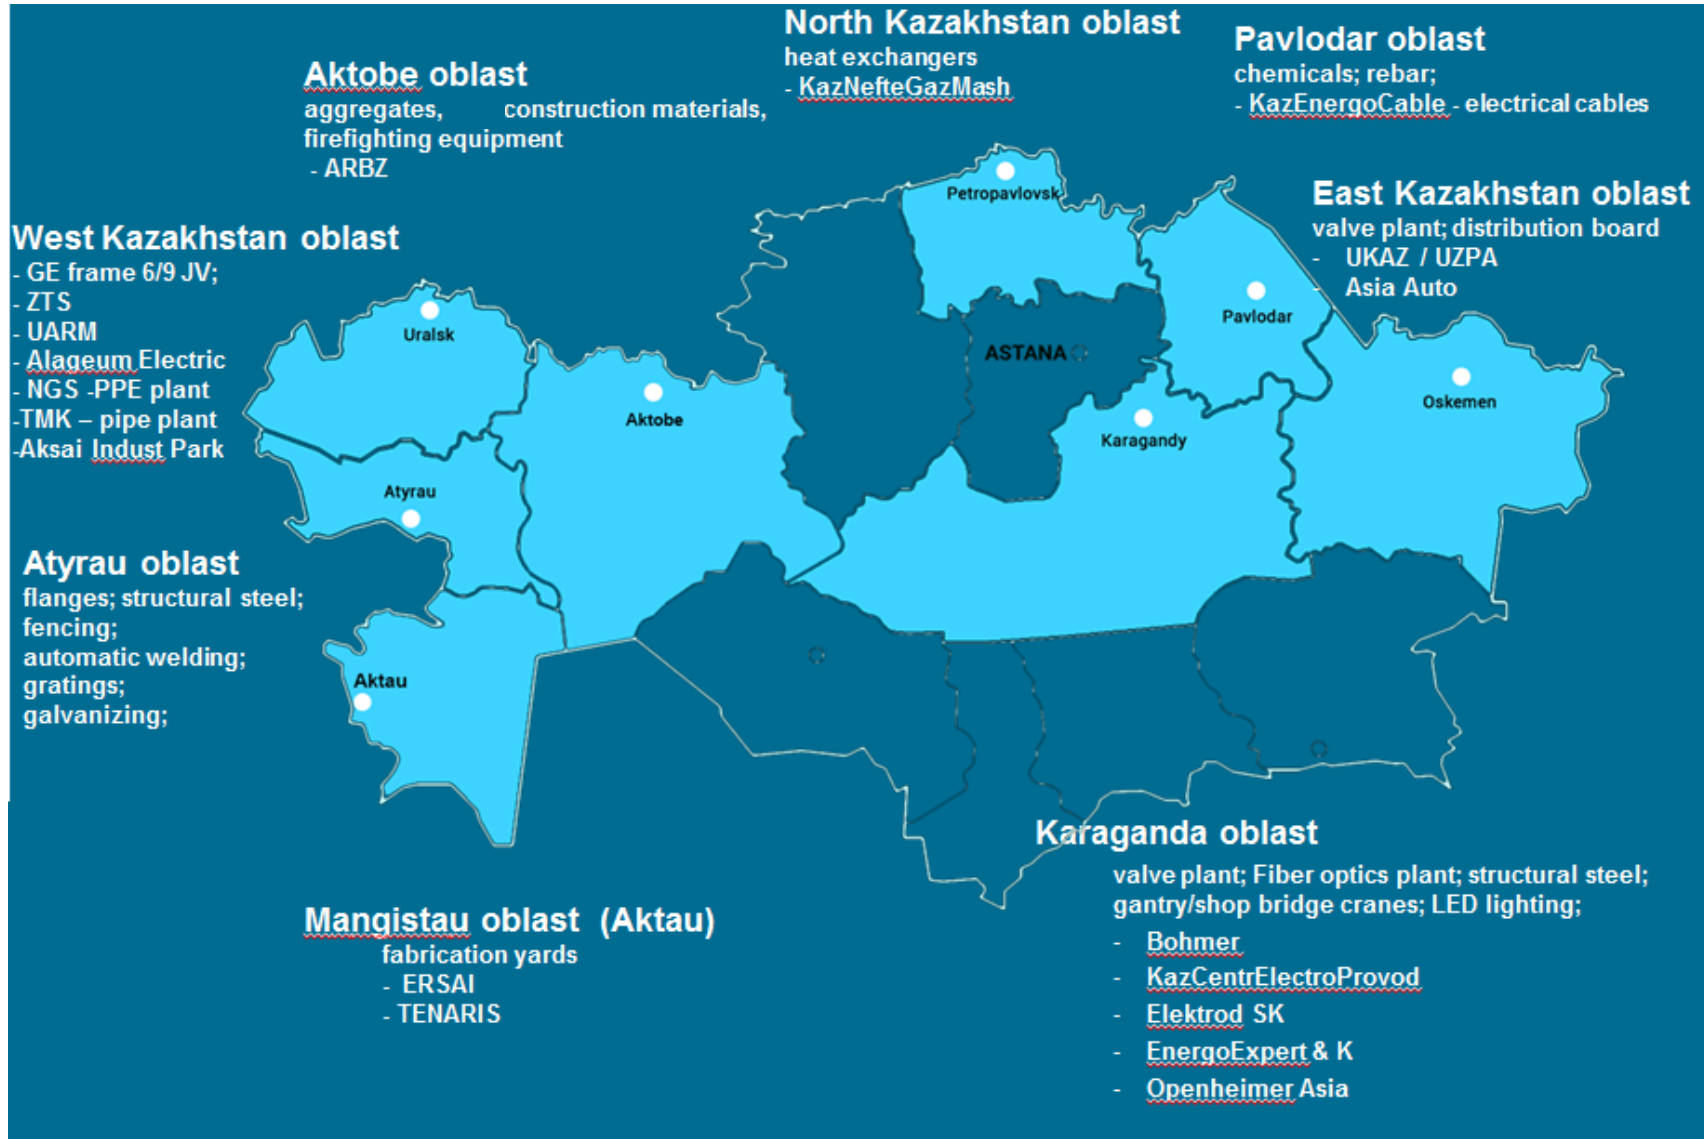 North Kazakhstan oblast
heat exchangers
- KazNefteGazMash
Pavlodar oblast
chemicals; rebar;
- KazEnergoCable - electrical cables
Aktobe oblast
aggregates, construction materials,
firefighting equipment
- ARBZ
East Kazakhstan oblast
valve plant; distribution board
- UKAZ / UZPA
- Asia Auto
West Kazakhstan oblast
- GE frame 6/9 JV;
- ZTS
- UARM
- Alageum Electric
- NGS -PPE plant
-TMK – pipe plant
-Aksai Indust Park
Petropavlovsk
Pavlodar
Uralsk
ASTANA
Oskemen
Aktobe
Karagandy
Atyrau
Aktau
Atyrau oblast
flanges; structural steel;
fencing;
automatic welding;
gratings;
galvanizing;
Karaganda oblast
valve plant; Fiber optics plant; structural steel;
gantry/shop bridge cranes; LED lighting;
- Bohmer
- KazCentrElectroProvod
- Elektrod SK
- EnergoExpert & K
- Openheimer Asia
Mangistau oblast (Aktau)
fabrication yards
- ERSAI
- TENARIS